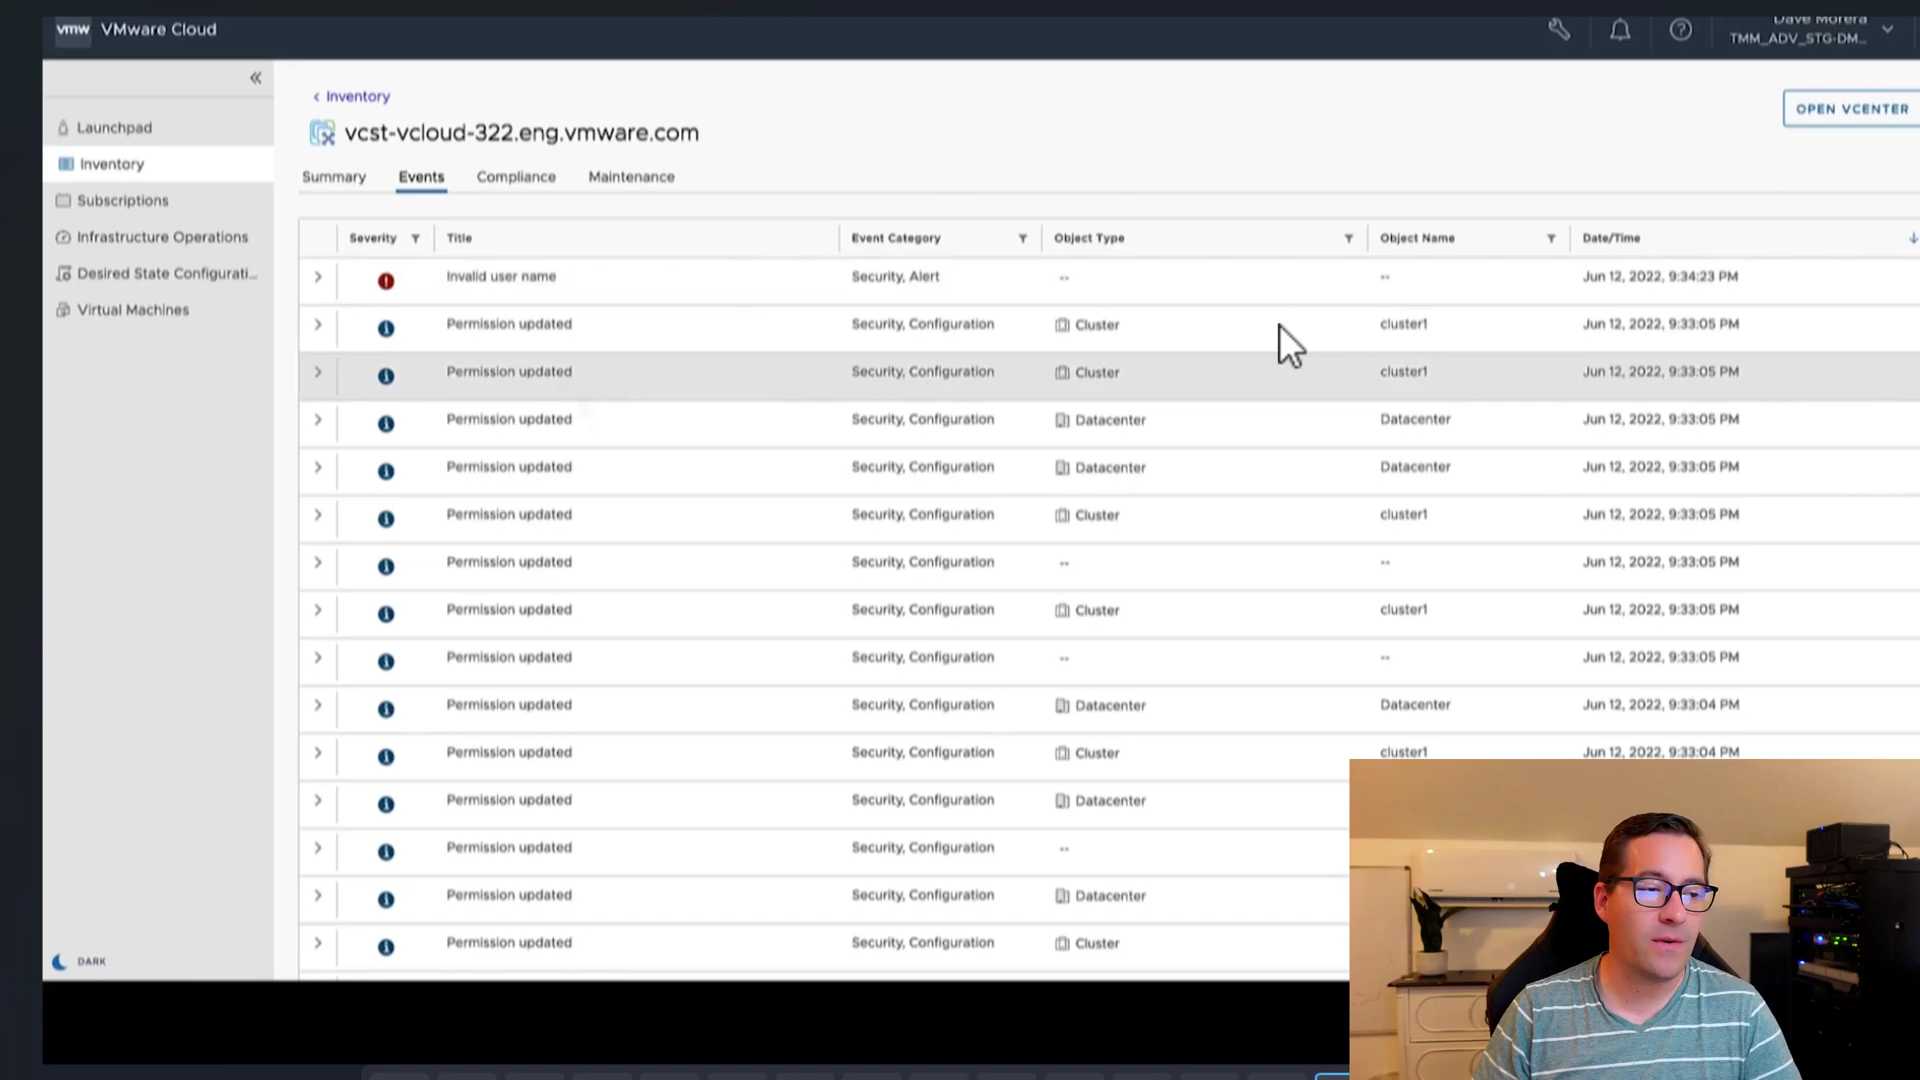 vmw VMware Cloud
Dave Morera
TMM_ADV_STG-DM...
Launchpad
Inventory
Subscriptions
Infrastructure Operations
Desired State Configurati...
Virtual Machines
DARK
‹ Inventory
vcst-vcloud-322.eng.vmware.com
OPEN VCENTER
Summary Events Compliance Maintenance
Severity Title Event Category Object Type Object Name Date/Time
Invalid user name Security, Alert -- -- Jun 12, 2022, 9:34:23 PM
Permission updated Security, Configuration Cluster cluster1 Jun 12, 2022, 9:33:05 PM
Permission updated Security, Configuration Cluster cluster1 Jun 12, 2022, 9:33:05 PM
Permission updated Security, Configuration Datacenter Datacenter Jun 12, 2022, 9:33:05 PM
Permission updated Security, Configuration Datacenter Datacenter Jun 12, 2022, 9:33:05 PM
Permission updated Security, Configuration Cluster cluster1 Jun 12, 2022, 9:33:05 PM
Permission updated Security, Configuration -- -- Jun 12, 2022, 9:33:05 PM
Permission updated Security, Configuration Cluster cluster1 Jun 12, 2022, 9:33:05 PM
Permission updated Security, Configuration -- -- Jun 12, 2022, 9:33:05 PM
Permission updated Security, Configuration Datacenter Datacenter Jun 12, 2022, 9:33:04 PM
Permission updated Security, Configuration Cluster cluster1 Jun 12, 2022, 9:33:04 PM
Permission updated Security, Configuration Datacenter
Permission updated Security, Configuration --
Permission updated Security, Configuration Datacenter
Permission updated Security, Configuration Cluster